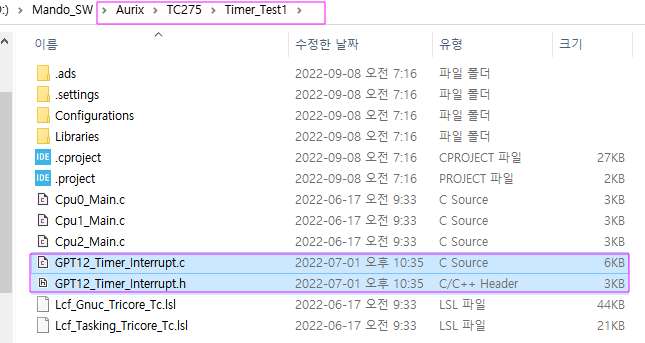 :) › Mando_SW › Aurix › TC275 › Timer_Test1 ›
이름 수정한 날짜 유형 크기
.ads 2022-09-08 오전 7:16 파일 폴더
.settings 2022-09-08 오전 7:16 파일 폴더
Configurations 2022-09-08 오전 7:16 파일 폴더
Libraries 2022-09-08 오전 7:16 파일 폴더
IDE .cproject 2022-09-08 오전 7:16 CPROJECT 파일 27KB
IDE .project 2022-09-08 오전 7:16 PROJECT 파일 2KB
Cpu0_Main.c 2022-06-17 오전 9:33 C Source 3KB
Cpu1_Main.c 2022-06-17 오전 9:33 C Source 3KB
Cpu2_Main.c 2022-06-17 오전 9:33 C Source 3KB
GPT12_Timer_Interrupt.c 2022-07-01 오후 10:35 C Source 6KB
GPT12_Timer_Interrupt.h 2022-07-01 오후 10:35 C/C++ Header 3KB
Lcf_Gnuc_Tricore_Tc.lsl 2022-06-17 오전 9:33 LSL 파일 44KB
Lcf_Tasking_Tricore_Tc.lsl 2022-06-17 오전 9:33 LSL 파일 21KB